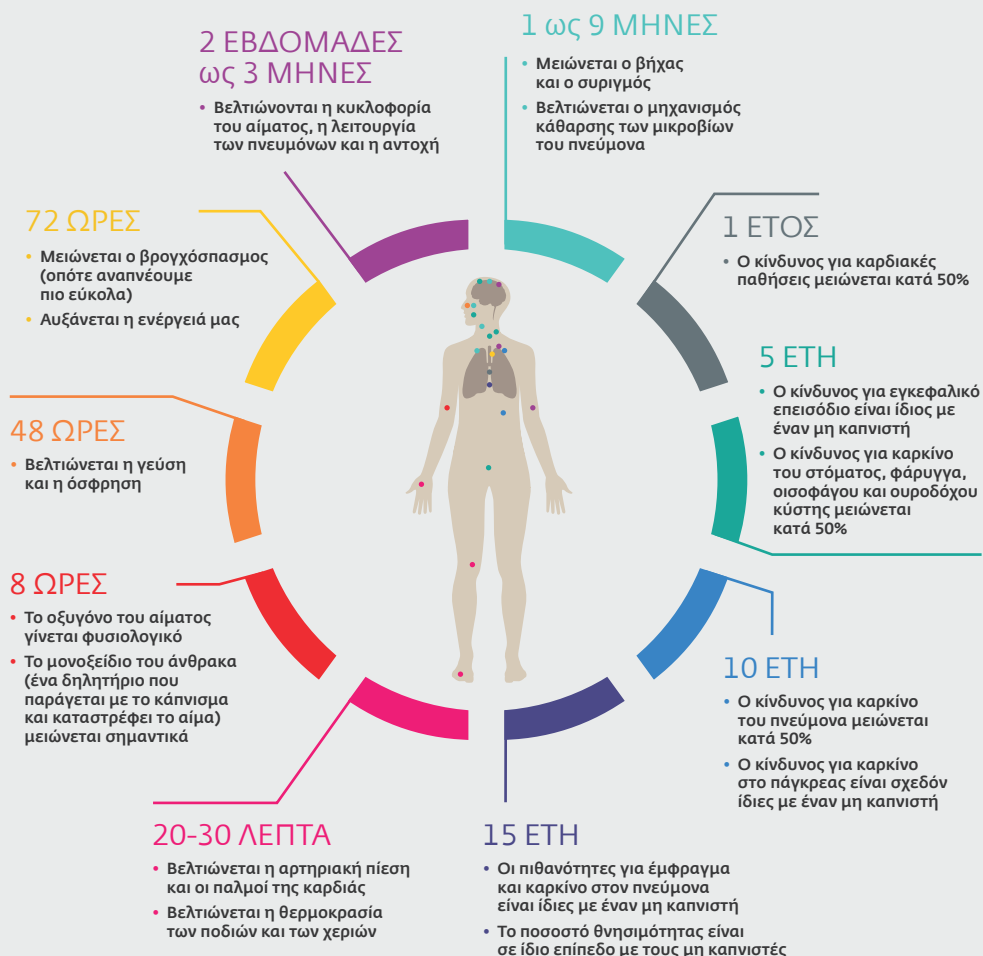 2 ΕΒΔΟΜΑΔΕΣ
ως 3 ΜΗΝΕΣ
• Βελτιώνονται η κυκλοφορία
του αίματος, η λειτουργία
των πνευμόνων και η αντοχή
1 ως 9 ΜΗΝΕΣ
• Μειώνεται ο βήχας
και ο συριγμός
• Βελτιώνεται ο μηχανισμός
κάθαρσης των μικροβίων
του πνεύμονα
72 ΩΡΕΣ
• Μειώνεται ο βρογχόσπασμος
(οπότε αναπνέουμε
πιο εύκολα)
• Αυξάνεται η ενέργειά μας
1 ΕΤΟΣ
• Ο κίνδυνος για καρδιακές
παθήσεις μειώνεται κατά 50%
5 ΕΤΗ
• Ο κίνδυνος για εγκεφαλικό
επεισόδιο είναι ίδιος με
έναν μη καπνιστή
• Ο κίνδυνος για καρκίνο
του στόματος, φάρυγγα,
οισοφάγου και ουροδόχου
κύστης μειώνεται
κατά 50%
48 ΩΡΕΣ
• Βελτιώνεται η γεύση
και η όσφρηση
8 ΩΡΕΣ
• Το οξυγόνο του αίματος
γίνεται φυσιολογικό
• Το μονοξείδιο του άνθρακα
(ένα δηλητήριο που
παράγεται με το κάπνισμα
και καταστρέφει το αίμα)
μειώνεται σημαντικά
10 ΕΤΗ
• Ο κίνδυνος για καρκίνο
του πνεύμονα μειώνεται
κατά 50%
• Ο κίνδυνος για καρκίνο
στο πάγκρεας είναι σχεδόν
ίδιες με έναν μη καπνιστή
20-30 ΛΕΠΤΑ
• Βελτιώνεται η αρτηριακή πίεση
και οι παλμοί της καρδιάς
• Βελτιώνεται η θερμοκρασία
των ποδιών και των χεριών
15 ΕΤΗ
• Οι πιθανότητες για έμφραγμα
και καρκίνο στον πνεύμονα
είναι ίδιες με έναν μη καπνιστή
• Το ποσοστό θνησιμότητας είναι
σε ίδιο επίπεδο με τους μη καπνιστές